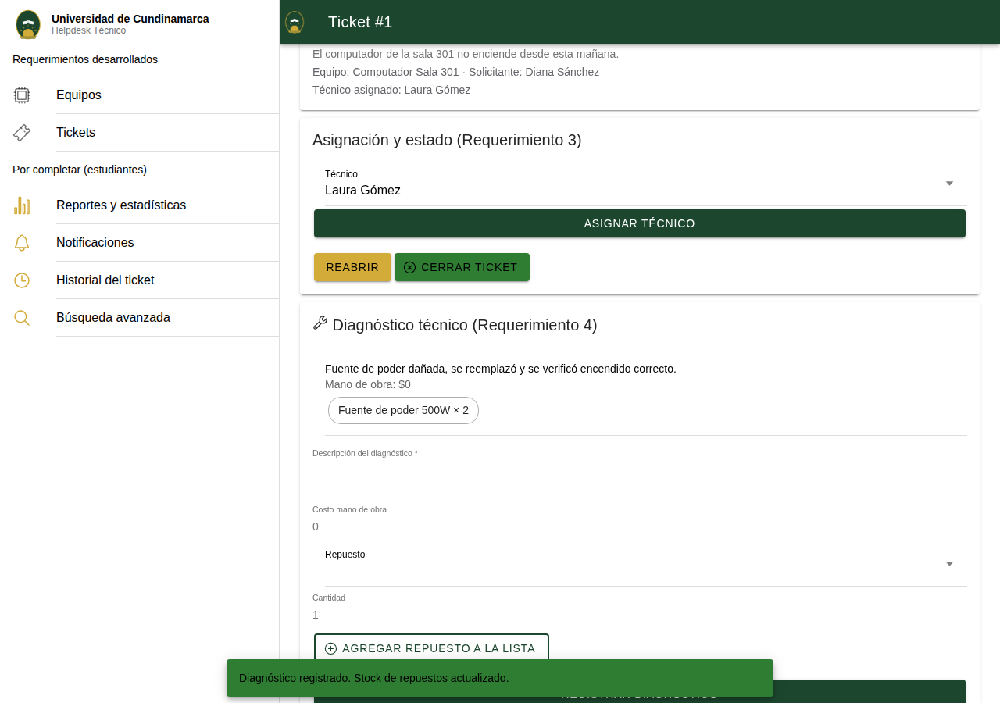 Universidad de Cundinamarca
Helpdesk Técnico
Requerimientos desarrollados
Equipos
Tickets
Por completar (estudiantes)
Reportes y estadísticas
Notificaciones
Historial del ticket
Búsqueda avanzada
Ticket #1
El computador de la sala 301 no enciende desde esta mañana.
Equipo: Computador Sala 301 · Solicitante: Diana Sánchez
Técnico asignado: Laura Gómez
Asignación y estado (Requerimiento 3)
Técnico
Laura Gómez
ASIGNAR TÉCNICO
REABRIR
CERRAR TICKET
Diagnóstico técnico (Requerimiento 4)
Fuente de poder dañada, se reemplazó y se verificó encendido correcto.
Mano de obra: $0
Fuente de poder 500W × 2
Descripción del diagnóstico *
Costo mano de obra
0
Repuesto
Cantidad
1
AGREGAR REPUESTO A LA LISTA
Diagnóstico registrado. Stock de repuestos actualizado.
REGISTRAR DIAGNÓSTICO